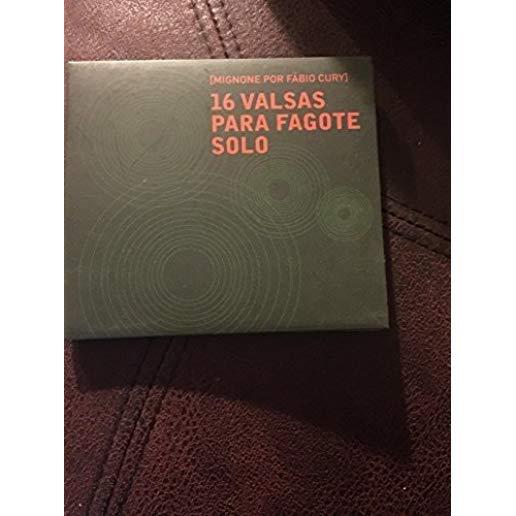 [MIGNONE POR FÁBIO CURY]
16 VALSAS
PARA FAGOTE
SOLO